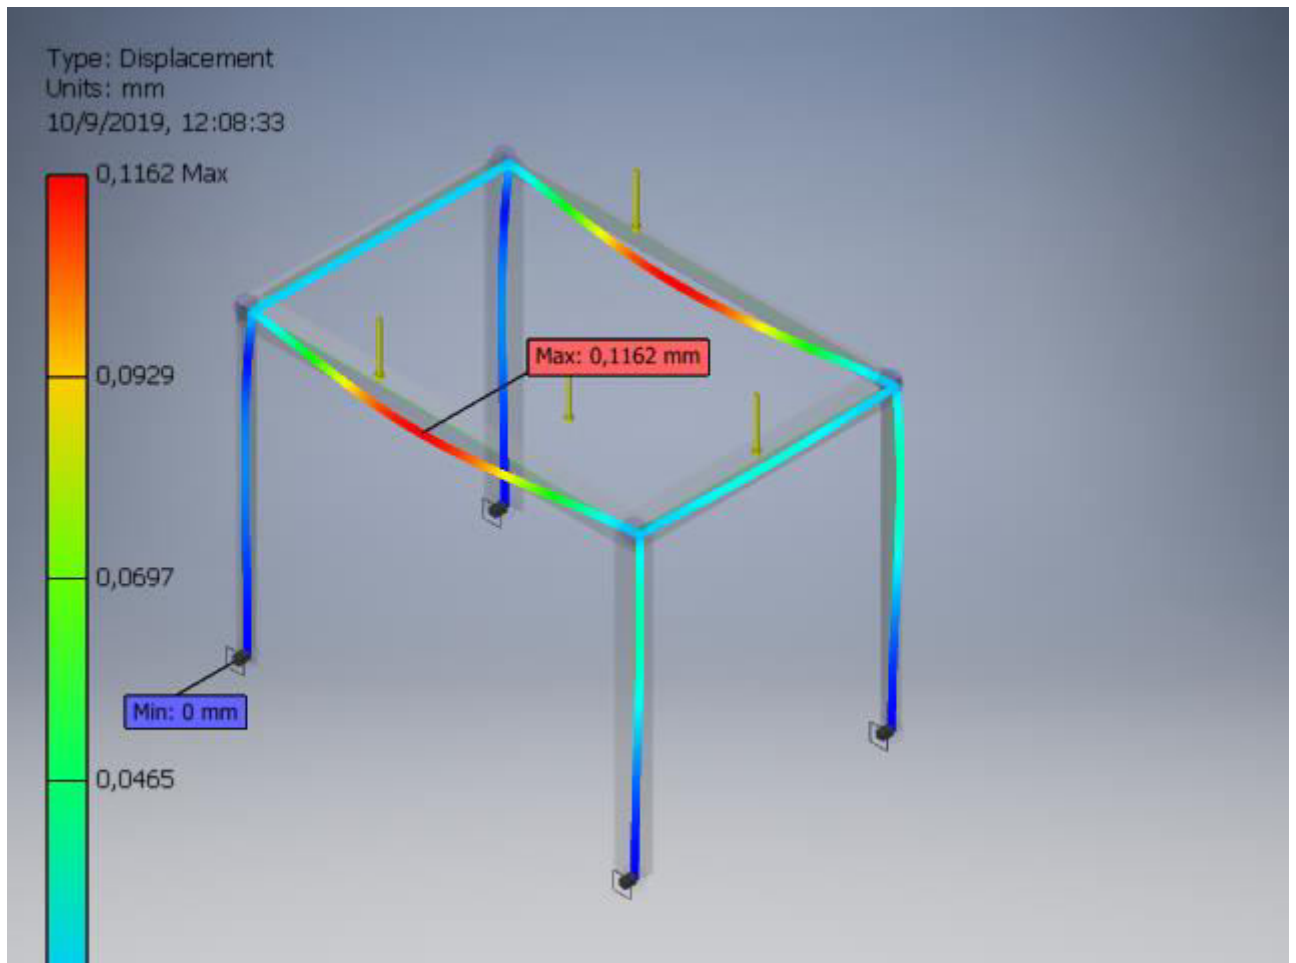 Type: Displacement
Units: mm
10/9/2019, 12:08:33
0,1162 Max
0,0929
0,0697
0,0465
Max: 0,1162 mm
Min: 0 mm